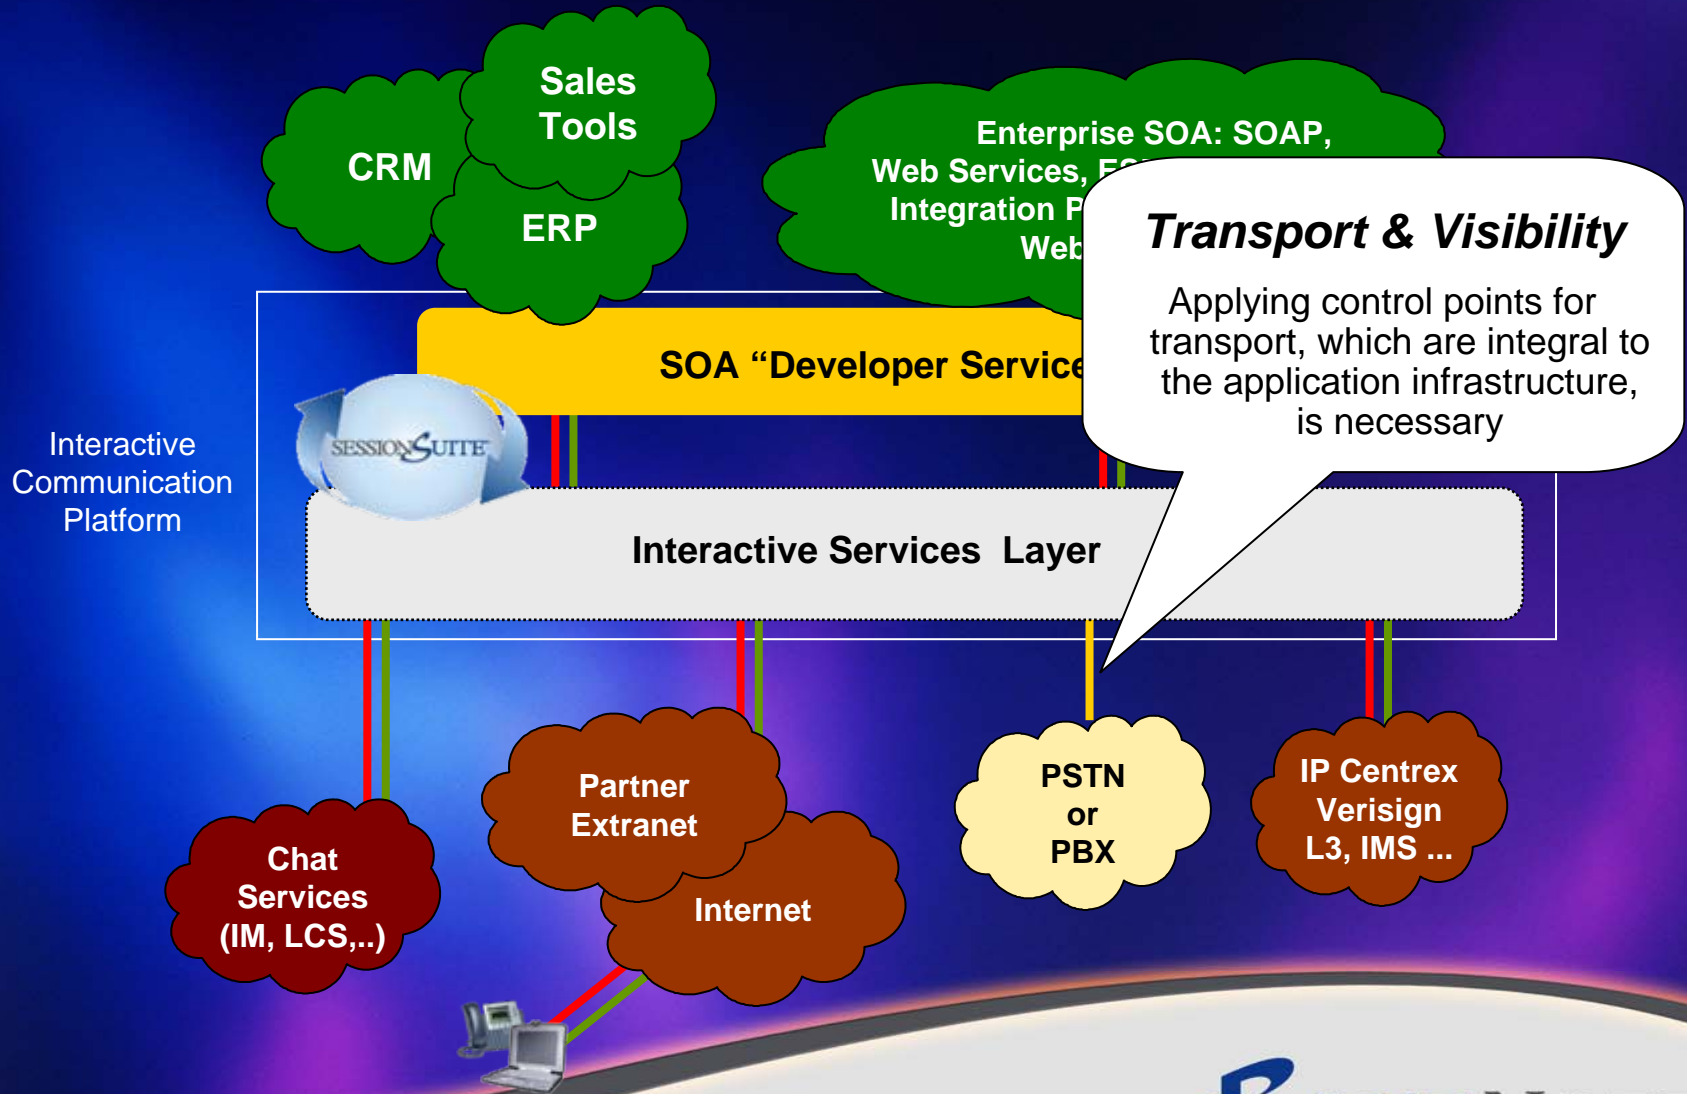 Sales
Tools
CRM
ERP
Enterprise SOA: SOAP,
Web Services,
Integration
Web
Transport & Visibility
Applying control points for
transport, which are integral to
the application infrastructure,
is necessary
SOA “Developer Service
SESSIONSUITE
Interactive
Communication
Platform
Interactive Services Layer
Partner
Extranet
Internet
PSTN
or
PBX
IP Centrex
Verisign
L3, IMS ...
Chat
Services
(IM, LCS,..)